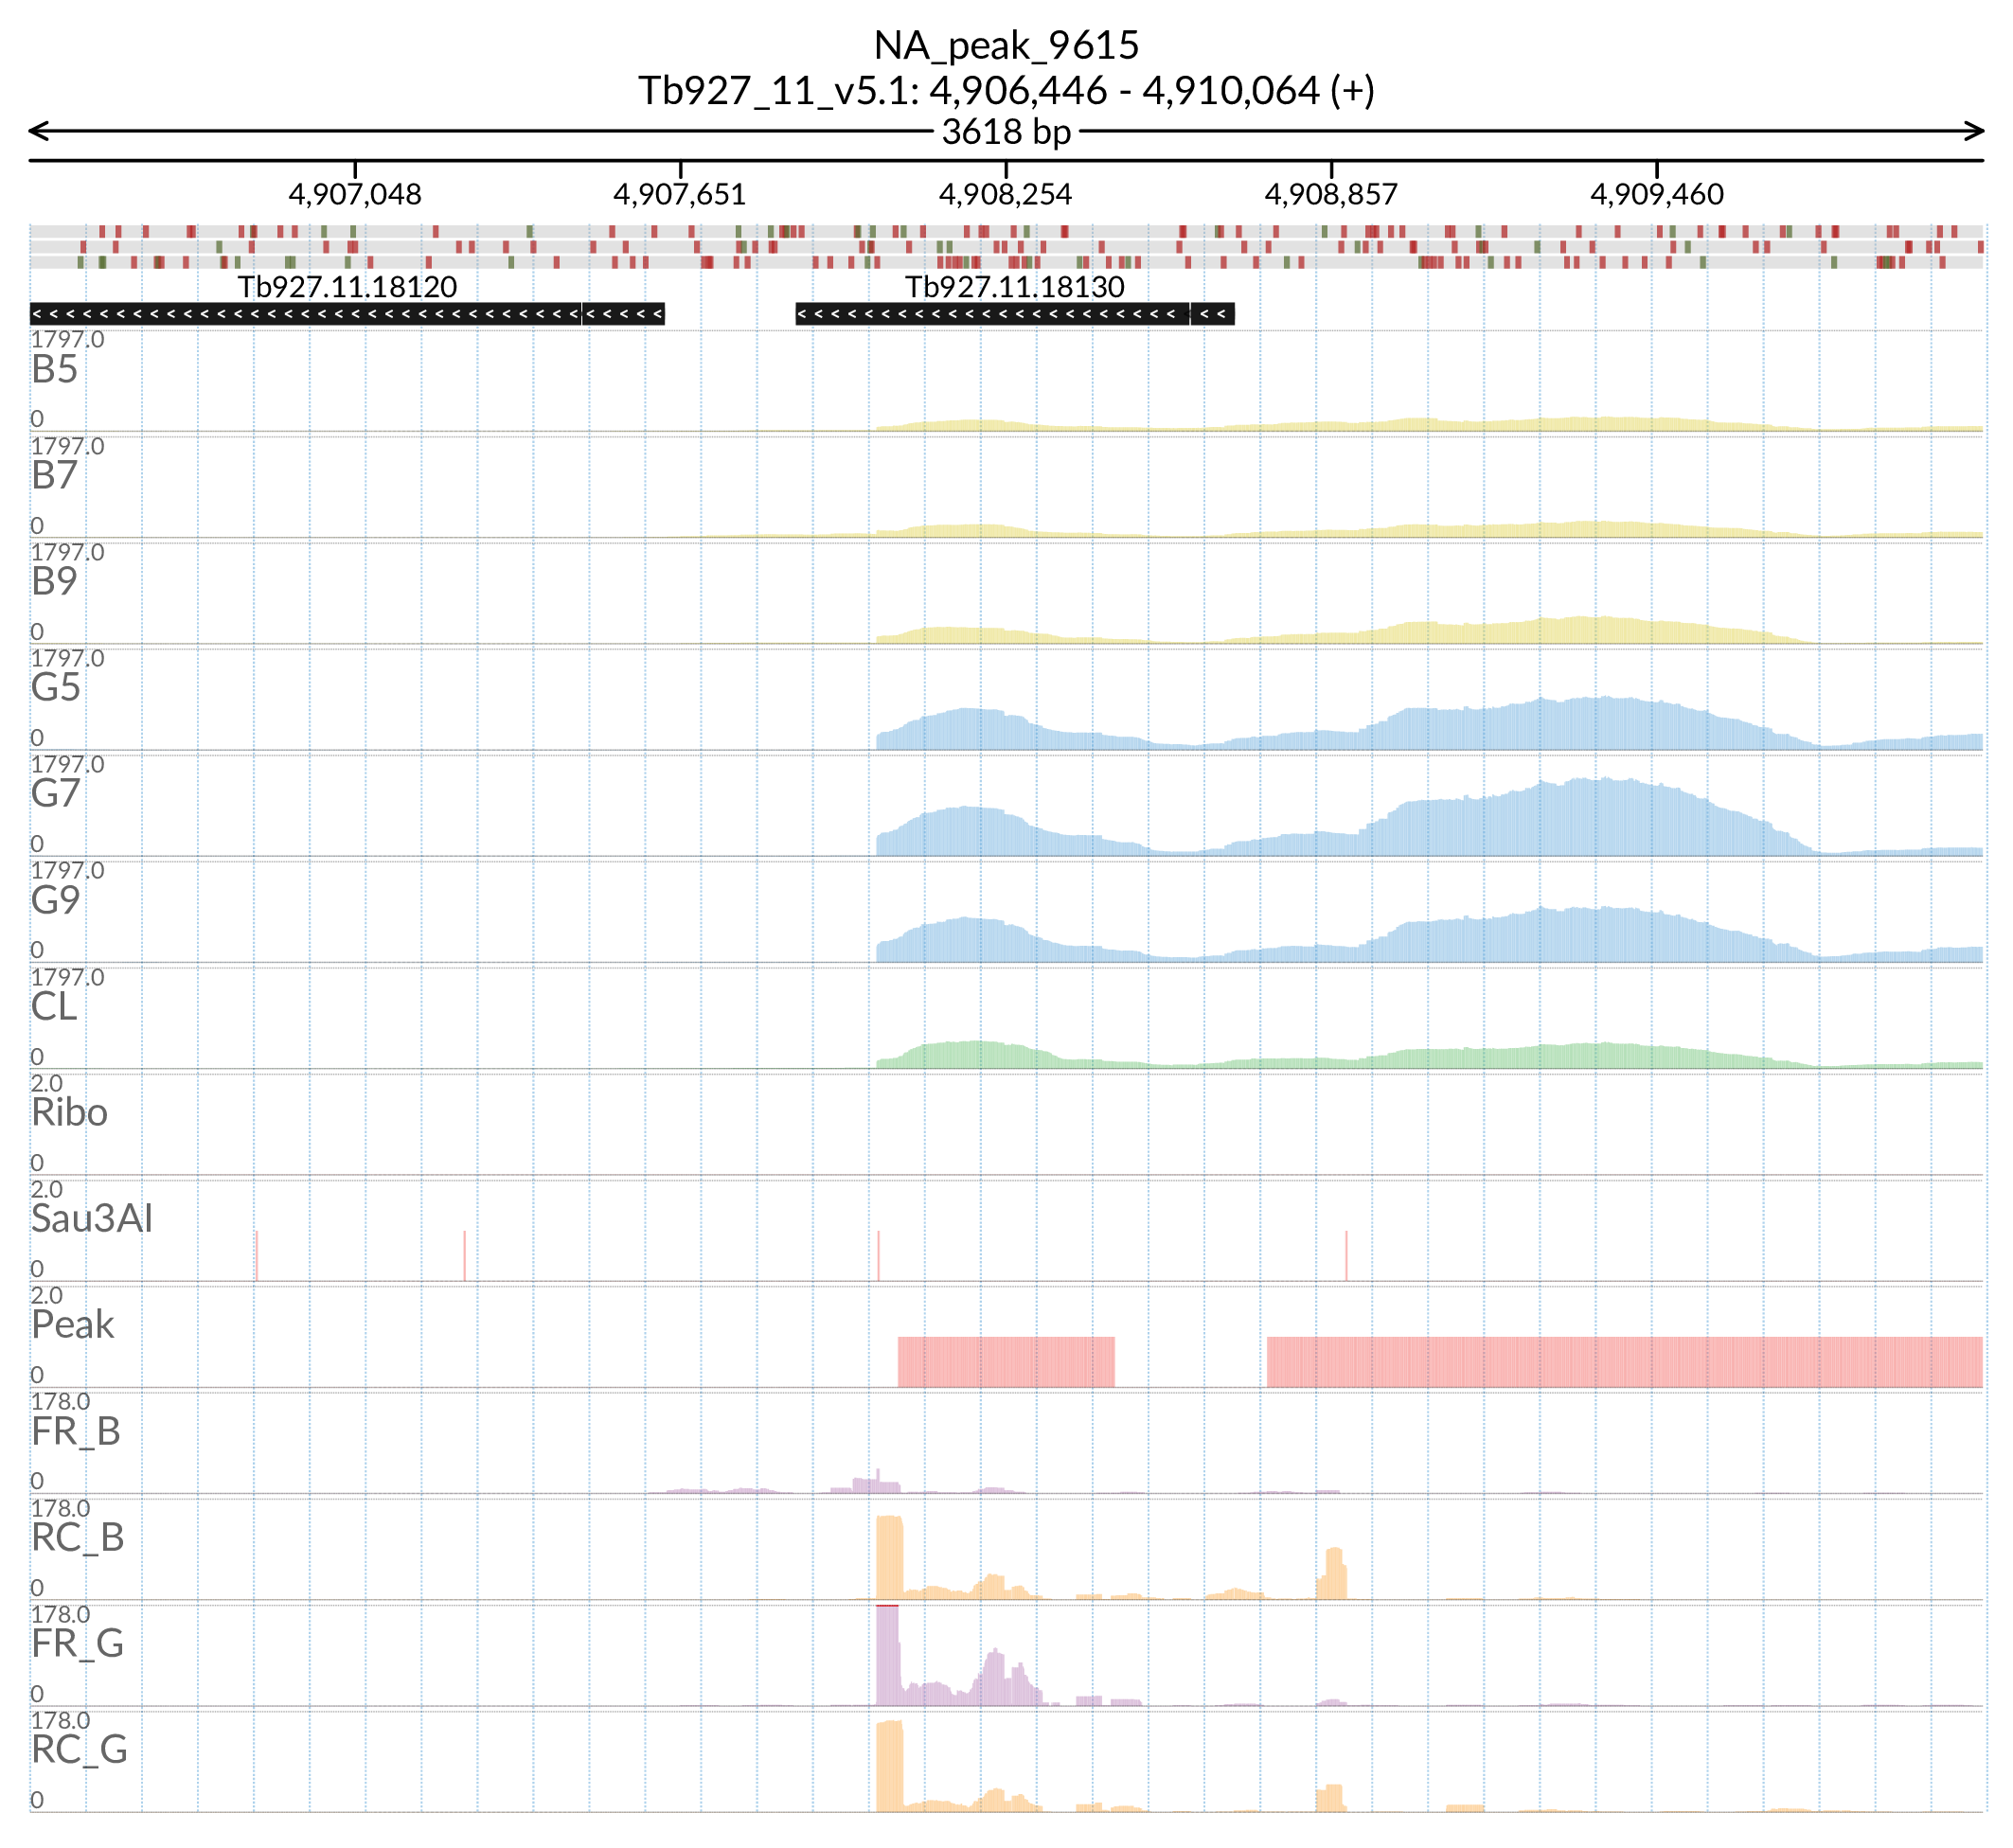 NA_peak_9615
Tb927_11_v5.1: 4,906,446 - 4,910,064 (+)
3618 bp
4,907,048 4,907,651 4,908,254 4,908,857 4,909,460
Tb927.11.18120 Tb927.11.18130
1797.0
B5
0
1797.0
B7
0
1797.0
B9
0
1797.0
G5
0
1797.0
G7
0
1797.0
G9
0
1797.0
CL
0
2.0
Ribo
0
2.0
Sau3AI
0
2.0
Peak
0
178.0
FR_B
0
178.0
RC_B
0
178.0
FR_G
0
178.0
RC_G
0